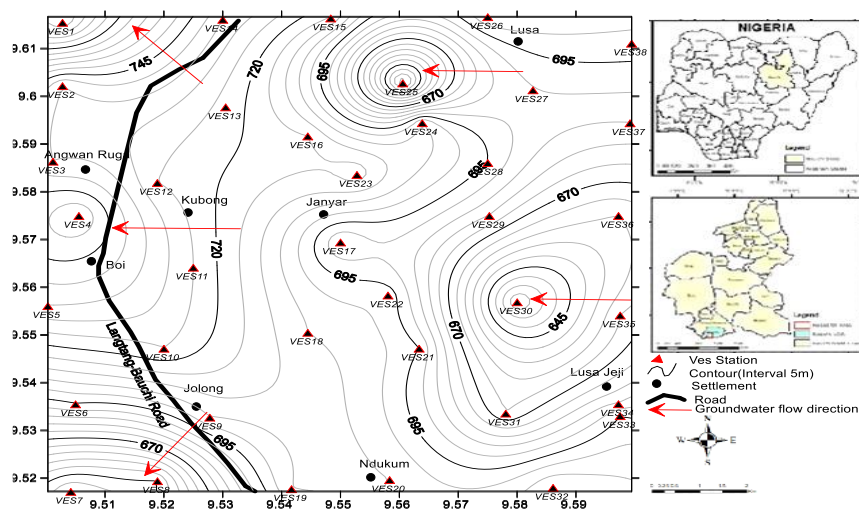 VES1
VES14
VES15
VES26
Lusa
VES38
9.61
745
720
695
695
VES2
9.6
VES25
670
VES27
VES13
VES24
VES37
9.59
VES16
Angwan Rugi
VES3
VES28
695
9.58
VES12
VES23
670
Kubong
Janyar
VES4
VES29
VES36
9.57
720
VES17
Boi
VES11
695
VES22
9.56
VES30
VES5
VES35
645
670
9.55
VES18
VES10
VES21
Langtang-Bauchi Road
9.54
Lusa Jeji
Jolong
VES6
VES9
VES31
VES34
VES33
9.53
670
695
695
Ndukum
9.52
VES7
VES8
VES19
VES20
VES32
9.51
9.52
9.53
9.54
9.55
9.56
9.57
9.58
9.59
NIGERIA
Legend
Legend
Ves Station
Contour(Interval 5m)
Settlement
Road
Groundwater flow direction
N
W
E
S